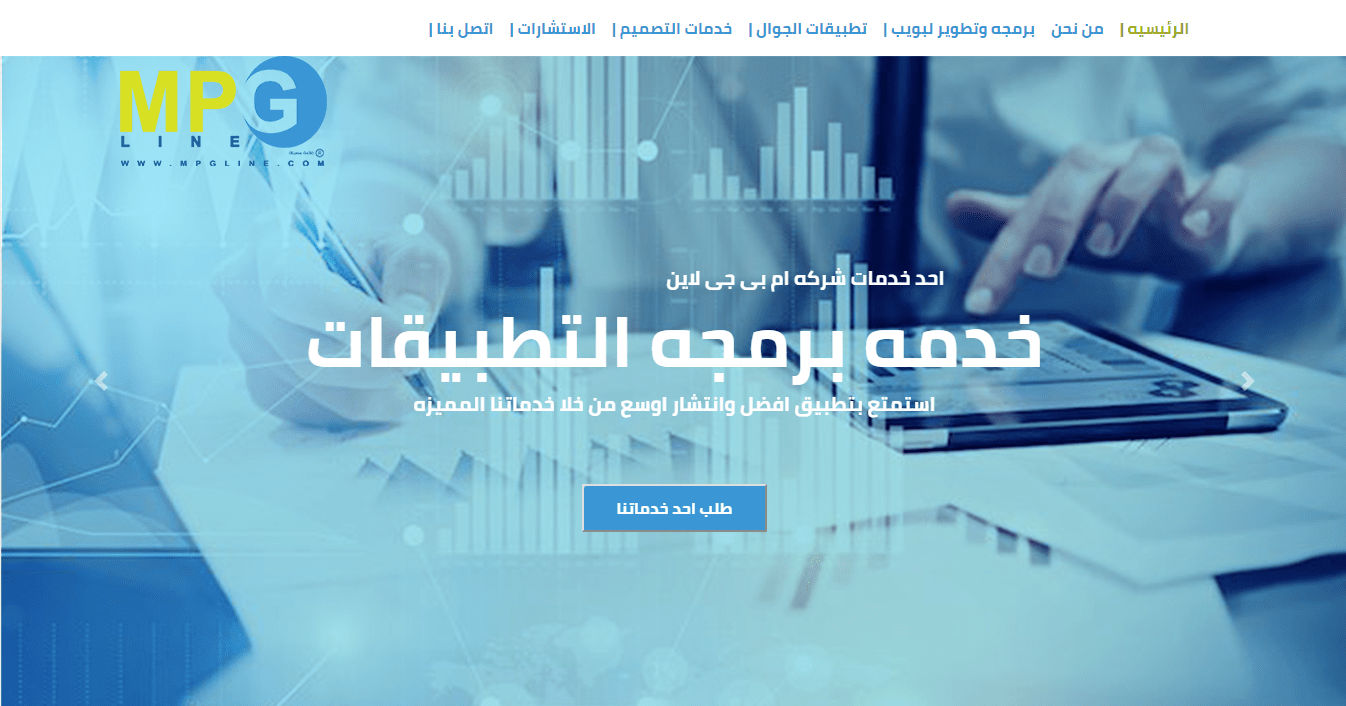 الرئيسيه | من نحن برمجه وتطوير لبويب | تطبيقات الجوال | خدمات التصميم | الاستشارات | اتصل بنا |
MPG
LINE
WWW.MPGLINE.COM
احد خدمات شركه ام بى جى لاين
خدمه برمجه التطبيقات
استمتع بتطبيق افضل وانتشار اوسع من خلا خدماتنا المميزه
طلب احد خدماتنا